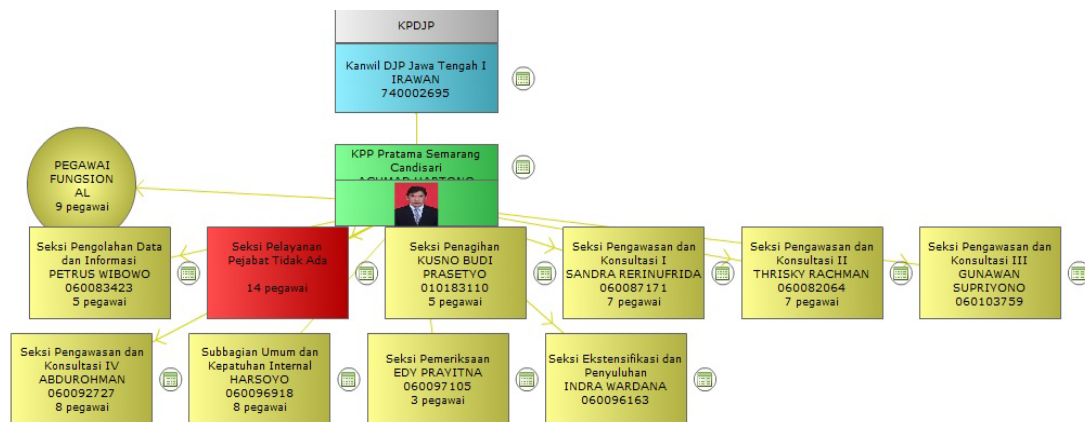 KPDJP
Kanwil DJP Jawa Tengah I
IRAWAN
740002695
KPP Pratama Semarang
Candisari
ACHMAD HARTONO
PEGAWAI
FUNGSION
AL
9 pegawai
Seksi Pengolahan Data
dan Informasi
PETRUS WIBOWO
060083423
5 pegawai
Seksi Pelayanan
Pejabat Tidak Ada
14 pegawai
Seksi Penagihan
KUSNO BUDI
PRASETYO
010183110
5 pegawai
Seksi Pengawasan dan
Konsultasi I
SANDRA RERINUFRIDA
060087171
7 pegawai
Seksi Pengawasan dan
Konsultasi II
THRISKY RACHMAN
060082064
7 pegawai
Seksi Pengawasan dan
Konsultasi III
GUNAWAN
SUPRIYONO
060103759
Seksi Pengawasan dan
Konsultasi IV
ABDUROHMAN
060092727
8 pegawai
Subbagian Umum dan
Kepatuhan Internal
HARSOYO
060096918
8 pegawai
Seksi Pemeriksaan
EDY PRAYITNA
060097105
3 pegawai
Seksi Ekstensifikasi dan
Penyuluhan
INDRA WARDANA
060096163